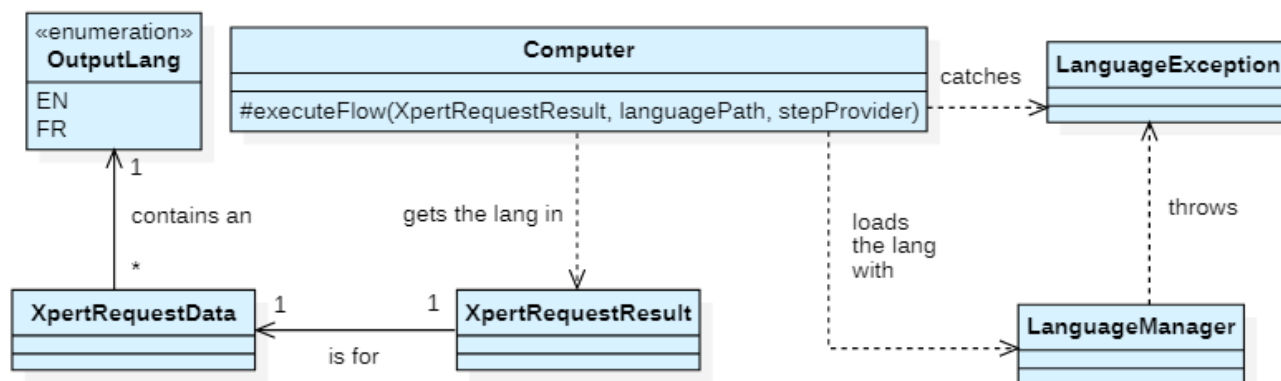 «enumeration»
OutputLang
EN
FR
Computer
#executeFlow(XpertRequestResult, languagePath, stepProvider)
catches
LanguageException
1
contains an
*
gets the lang in
loads
the lang
with
throws
XpertRequestData
1
is for
1
XpertRequestResult
LanguageManager